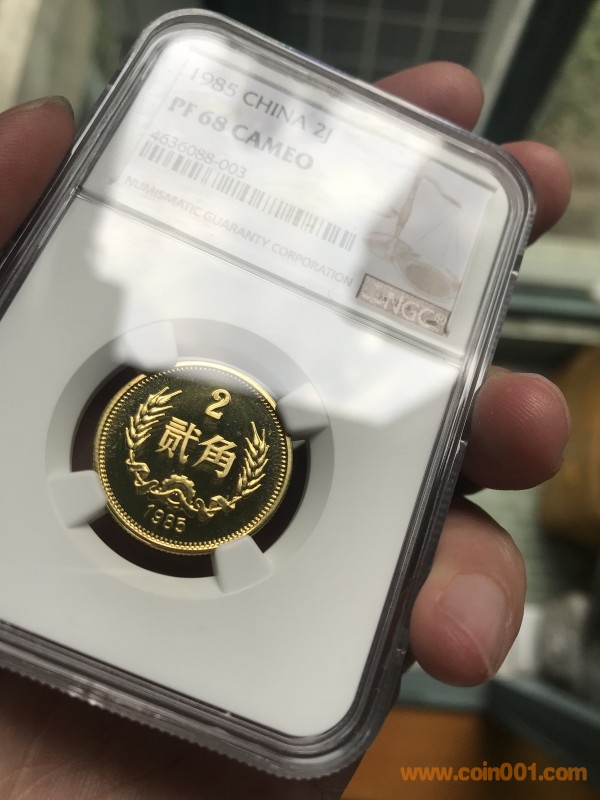 1985 CHINA 2J
PF 68 CAMEO
4636088-003
NUMISMATIC GUARANTY CORPORATION
NGC®
2
贰角
1985
www.coin001.com